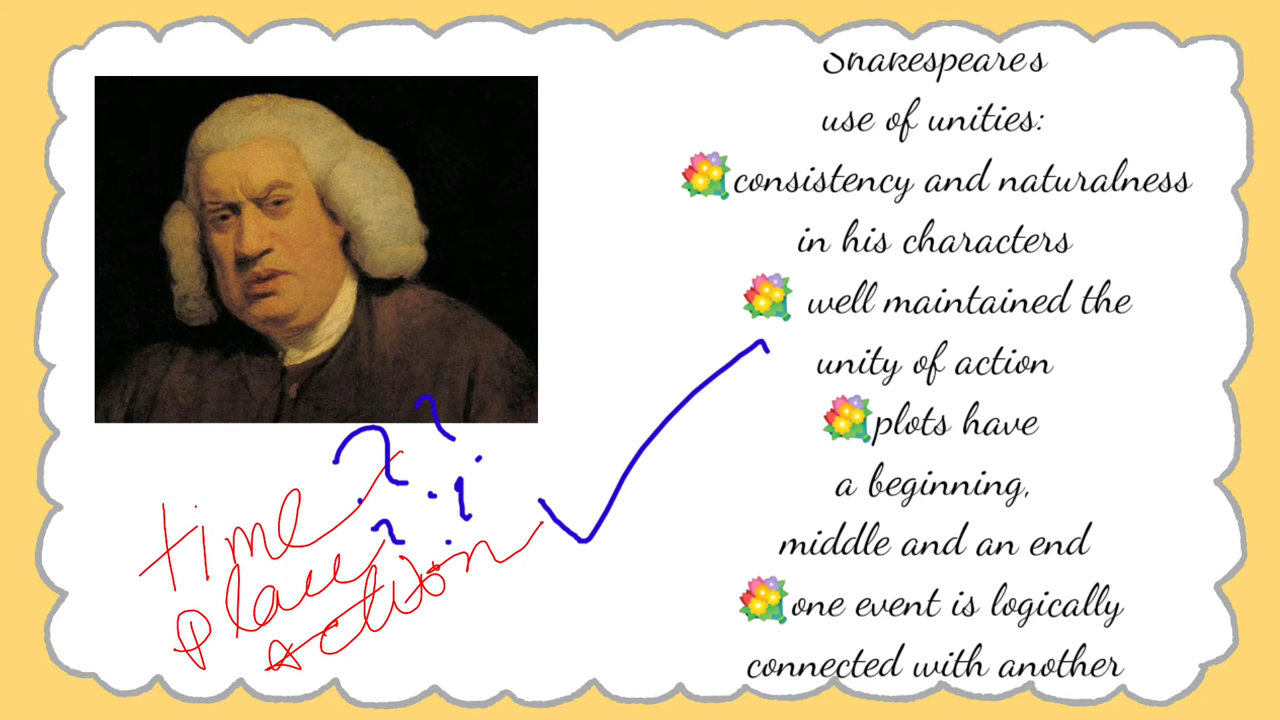 Shakespeare's
use of unities:
consistency and naturalness
in his characters
well maintained the
unity of action
plots have
a beginning,
middle and an end
one event is logically
connected with another
time ?
place ?
action